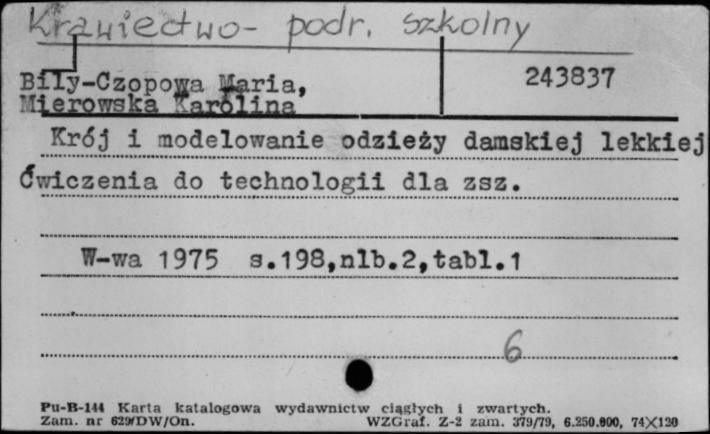 Krawiectwo- podr. szkolny
Biły-Czopowa Maria, 243837
Mierowska Karolina
Krój i modelowanie odzieży damskiej lekkiej
Ćwiczenia do technologii dla zsz.
W-wa 1975 s.198,nlb.2,tabl.1
6
Pu-B-144 Karta katalogowa wydawnictw ciągłych i zwartych.
Zam. nr 629/DW/On. WZGraf. Z-2 zam. 379/79, 6.250.000, 74X120